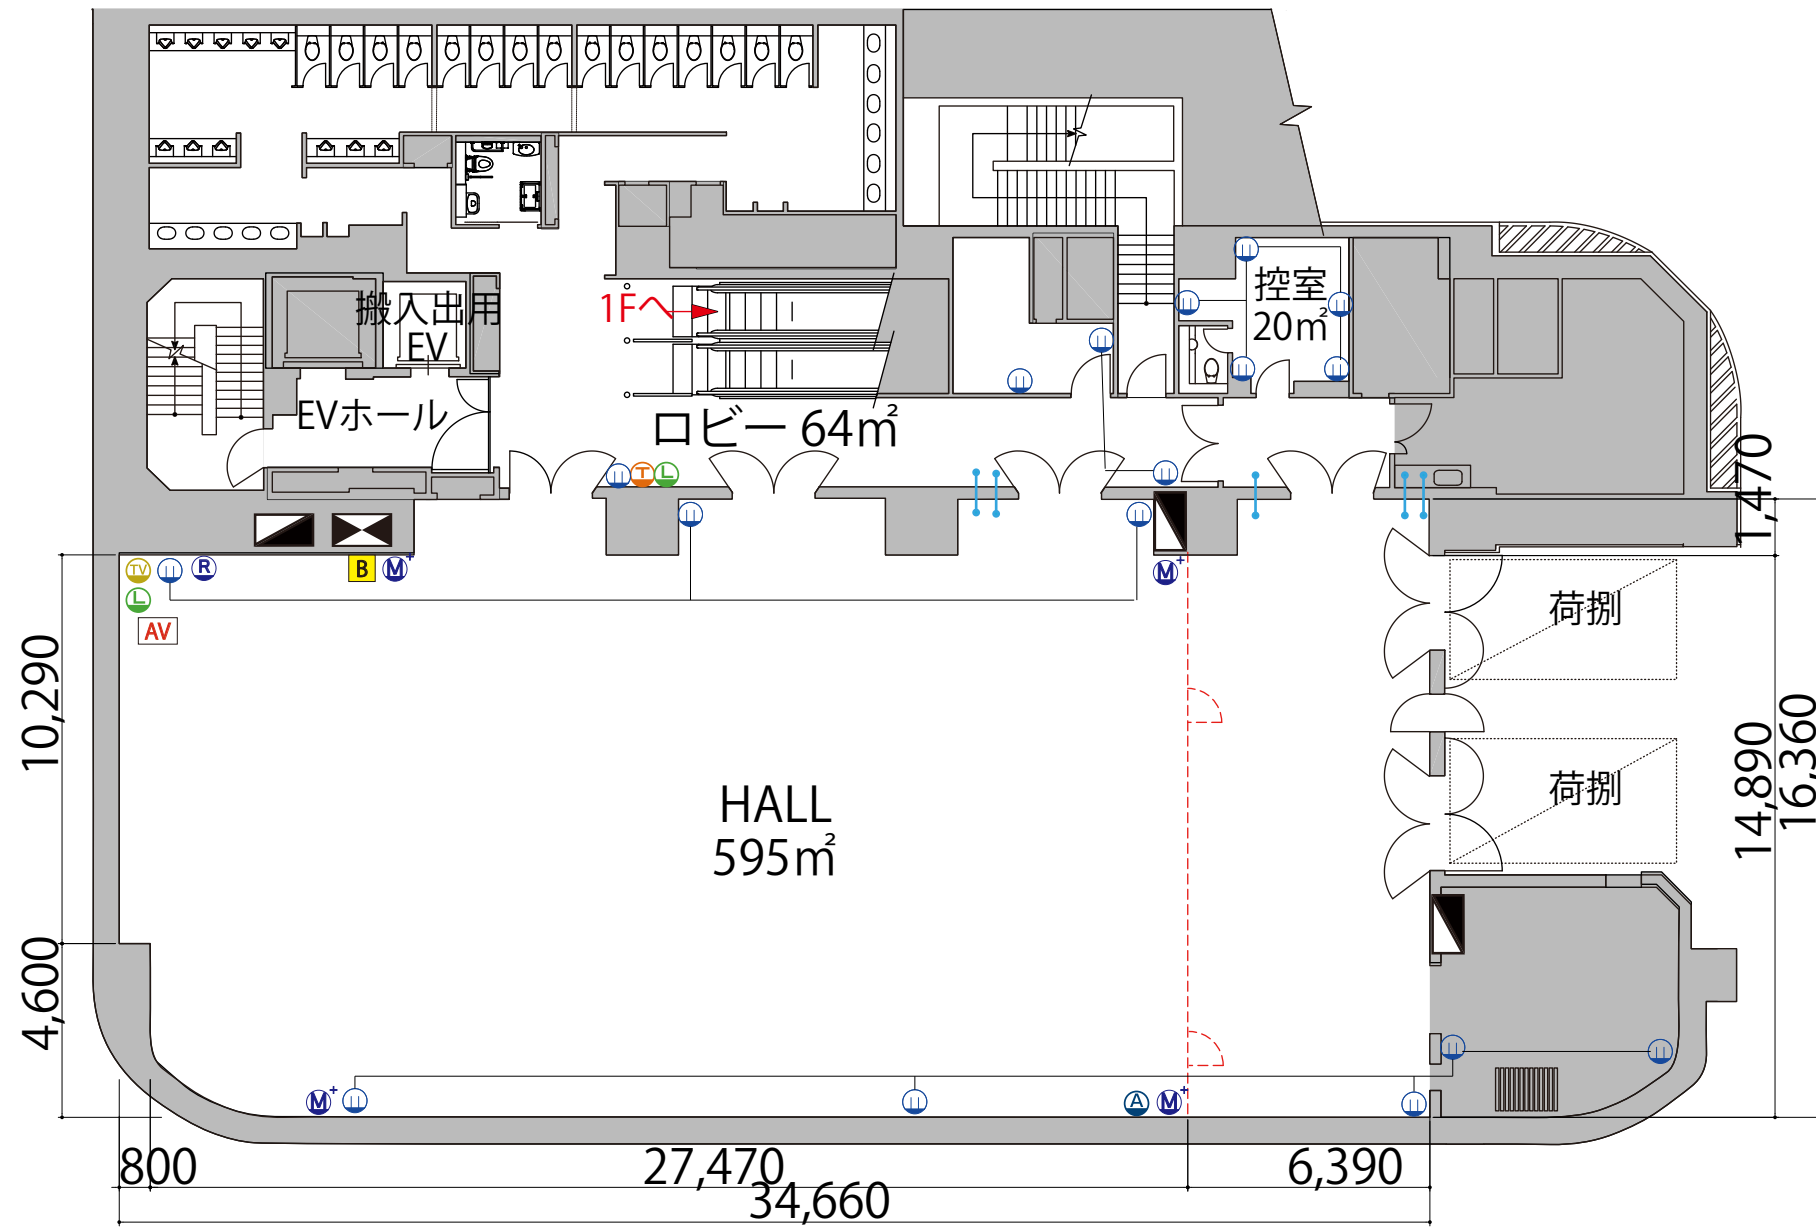 控室
20㎡
搬入出用
EV
1Fへ
EVホール
ロビー 64㎡
T
L
1,470
TV
R
B
M+
M+
L
AV
荷捌
10,290
HALL
595㎡
荷捌
14,890
16,360
4,600
M+
A
M+
800
27,470
6,390
34,660